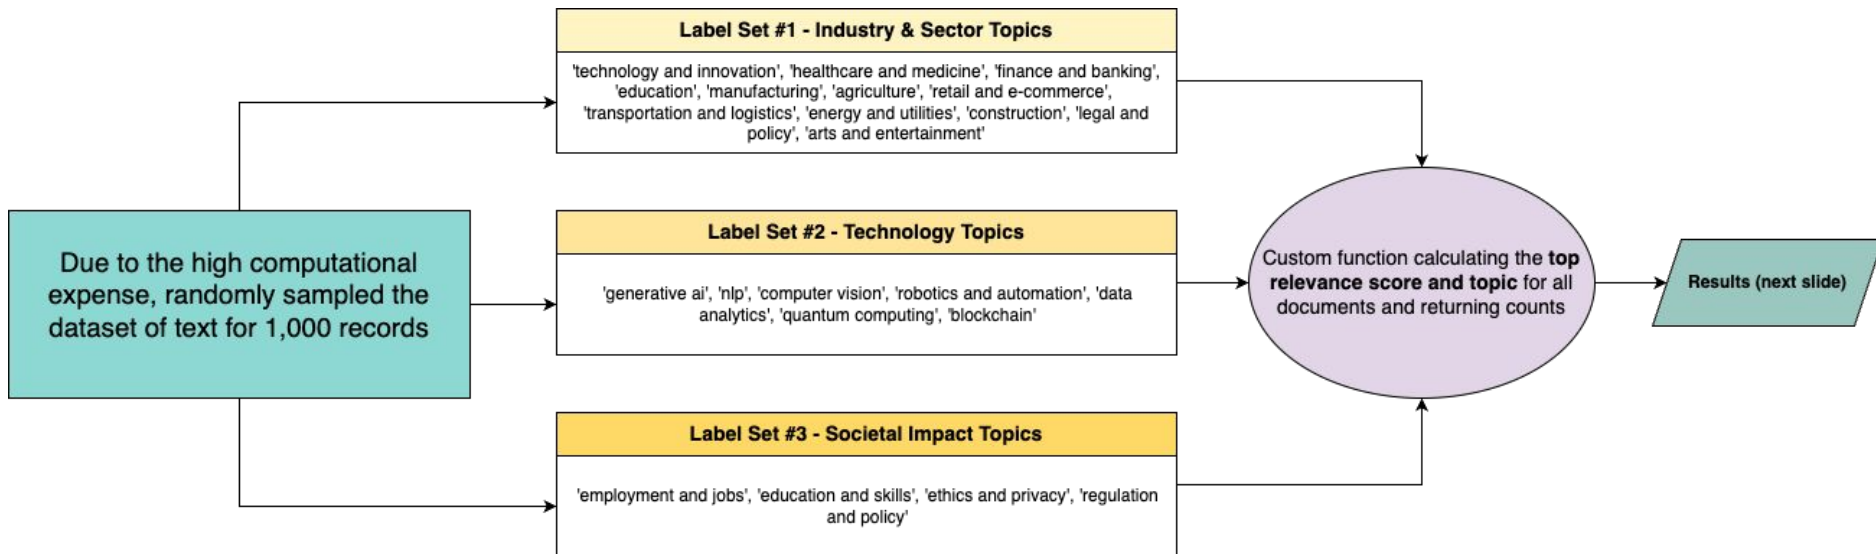 Due to the high computational
expense, randomly sampled the
dataset of text for 1,000 records
Label Set #1 - Industry & Sector Topics
'technology and innovation', 'healthcare and medicine', 'finance and banking',
'education', 'manufacturing', 'agriculture', 'retail and e-commerce',
'transportation and logistics', 'energy and utilities', 'construction', 'legal and
policy', 'arts and entertainment'
Label Set #2 - Technology Topics
'generative ai', 'nlp', 'computer vision', 'robotics and automation', 'data
analytics', 'quantum computing', 'blockchain'
Label Set #3 - Societal Impact Topics
'employment and jobs', 'education and skills', 'ethics and privacy', 'regulation
and policy'
Custom function calculating the top
relevance score and topic for all
documents and returning counts
Results (next slide)